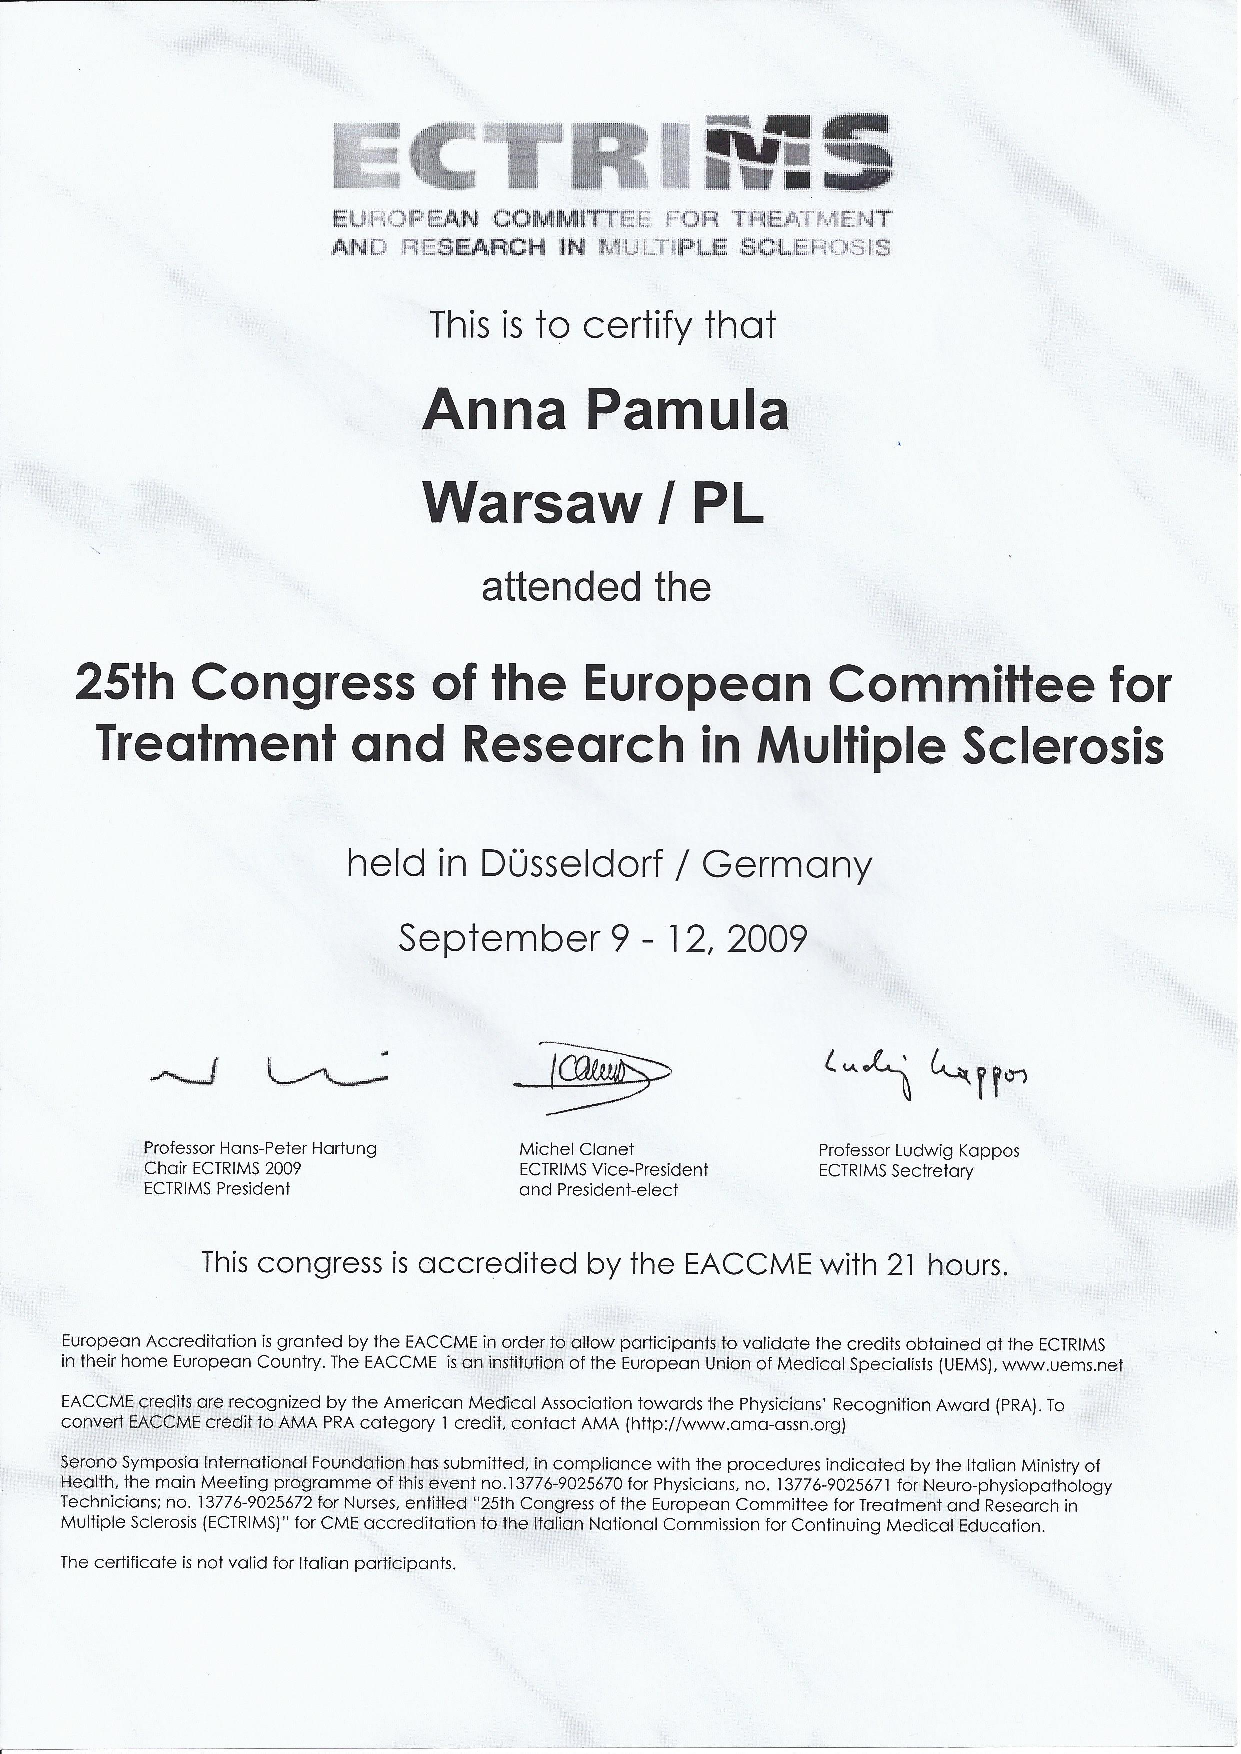 ECTRIMS
EUROPEAN COMMITTEE FOR TREATMENT
AND RESEARCH IN MULTIPLE SCLEROSIS
This is to certify that
Anna Pamula
Warsaw / PL
attended the
25th Congress of the European Committee for
Treatment and Research in Multiple Sclerosis
held in Düsseldorf / Germany
September 9 - 12, 2009
Ludwig Kappos
Professor Hans-Peter Hartung
Chair ECTRIMS 2009
ECTRIMS President
Michel Clanet
ECTRIMS Vice-President
and President-elect
Professor Ludwig Kappos
ECTRIMS Secretary
This congress is accredited by the EACCME with 21 hours.
European Accreditation is granted by the EACCME in order to allow participants to validate the credits obtained at the ECTRIMS
in their home European Country. The EACCME is an institution of the European Union of Medical Specialists (UEMS), www.uems.net
EACCME credits are recognized by the American Medical Association towards the Physicians' Recognition Award (PRA). To
convert EACCME credit to AMA PRA category 1 credit, contact AMA (http://www.ama-assn.org)
Serono Symposia International Foundation has submitted, in compliance with the procedures indicated by the Italian Ministry of
Health, the main Meeting programme of this event no.13776-9025670 for Physicians, no. 13776-9025671 for Neuro-physiopathology
Technicians; no. 13776-9025672 for Nurses, entitled "25th Congress of the European Committee for Treatment and Research in
Multiple Sclerosis (ECTRIMS)" for CME accreditation to the Italian National Commission for Continuing Medical Education.
The certificate is not valid for Italian participants.